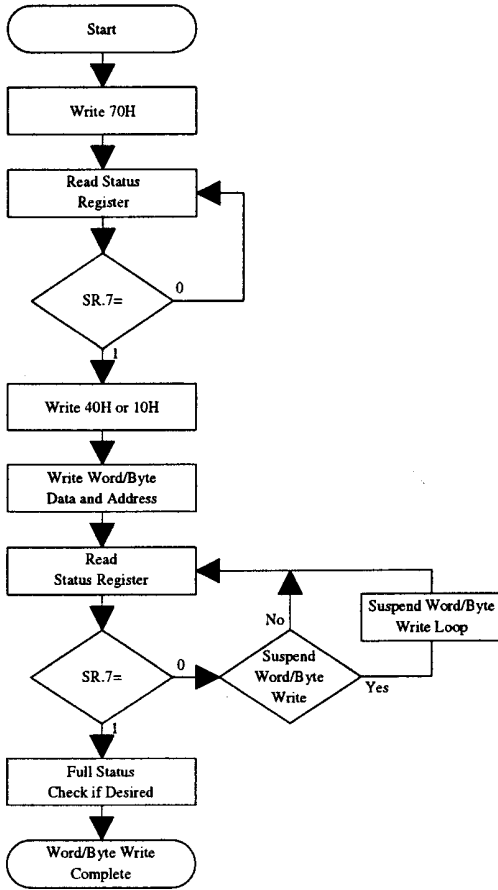 Start
Write 70H
Read Status
Register
SR.7=
0
1
Write 40H or 10H
Write Word/Byte
Data and Address
Read
Status Register
SR.7=
0
1
No
Suspend
Word/Byte
Write
Yes
Suspend Word/Byte
Write Loop
Full Status
Check if Desired
Word/Byte Write
Complete